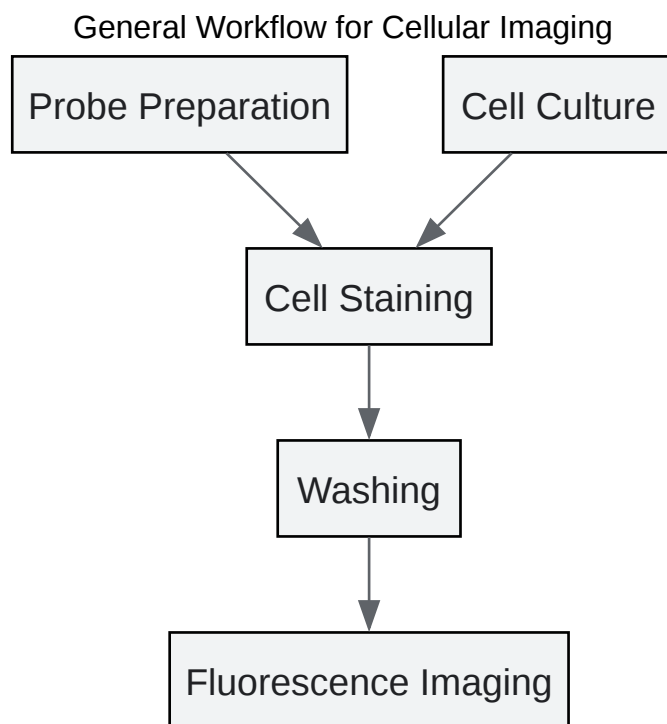 General Workflow for Cellular Imaging
Probe Preparation
Cell Culture
Cell Staining
Washing
Fluorescence Imaging